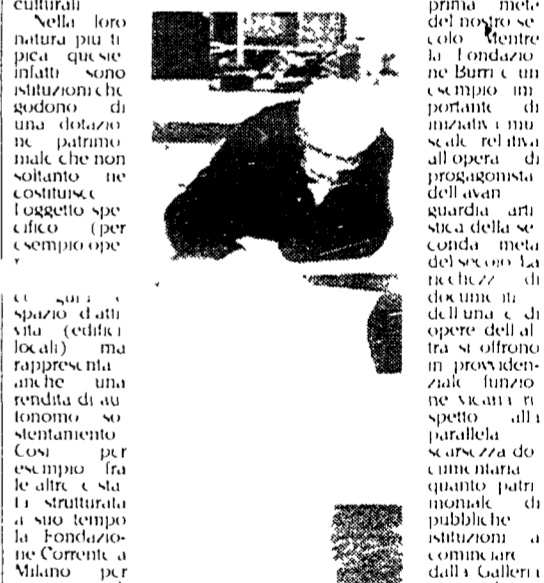 culturali
Nella loro
natura più ti
pica queste
infatti sono
istituzioni che
godono di
una dotazio
ne patrimo
niale che non
soltanto ne
costituisce
l oggetto spe
cifico (per
esempio ope
spazio d atti
vita (edifici
locali) ma
rappresenta
anche una
rendita di au
tonomo so
stentamento
Così per
esempio fra
le altre e sta
ta strutturata
a suo tempo
la Fondazio-
ne Corrente a
Milano per
prima metà
del nostro se
colo Mentre
la Fondazio
ne Burri e un
esempio im
portante di
iniziativa mu
seale relativa
all opera di
progagonista
dell avan
guardia arti
stica della se
conda metà
del secolo La
ricchezza di
documenti
dell una e di
opere dell al
tra si offrono
in provviden-
ziale funzio
ne vicaria ri
spetto alla
parallela
scarsezza do
cumentaria
quanto patri
moniale di
pubbliche
istituzioni a
cominciare
dalla Galleria